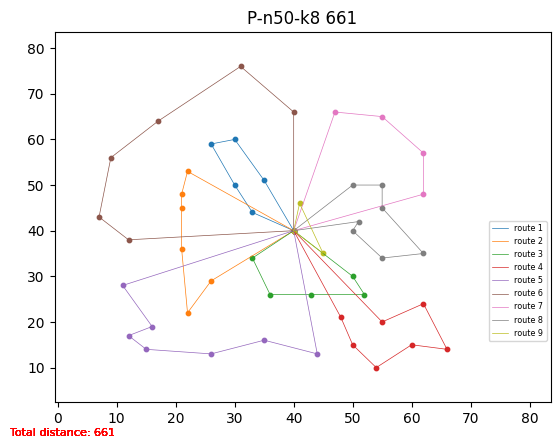 P-n50-k8 661
80
70
60
50
40
30
20
10
0 10 20 30 40 50 60 70 80
route 1
route 2
route 3
route 4
route 5
route 6
route 7
route 8
route 9
Total distance: 661